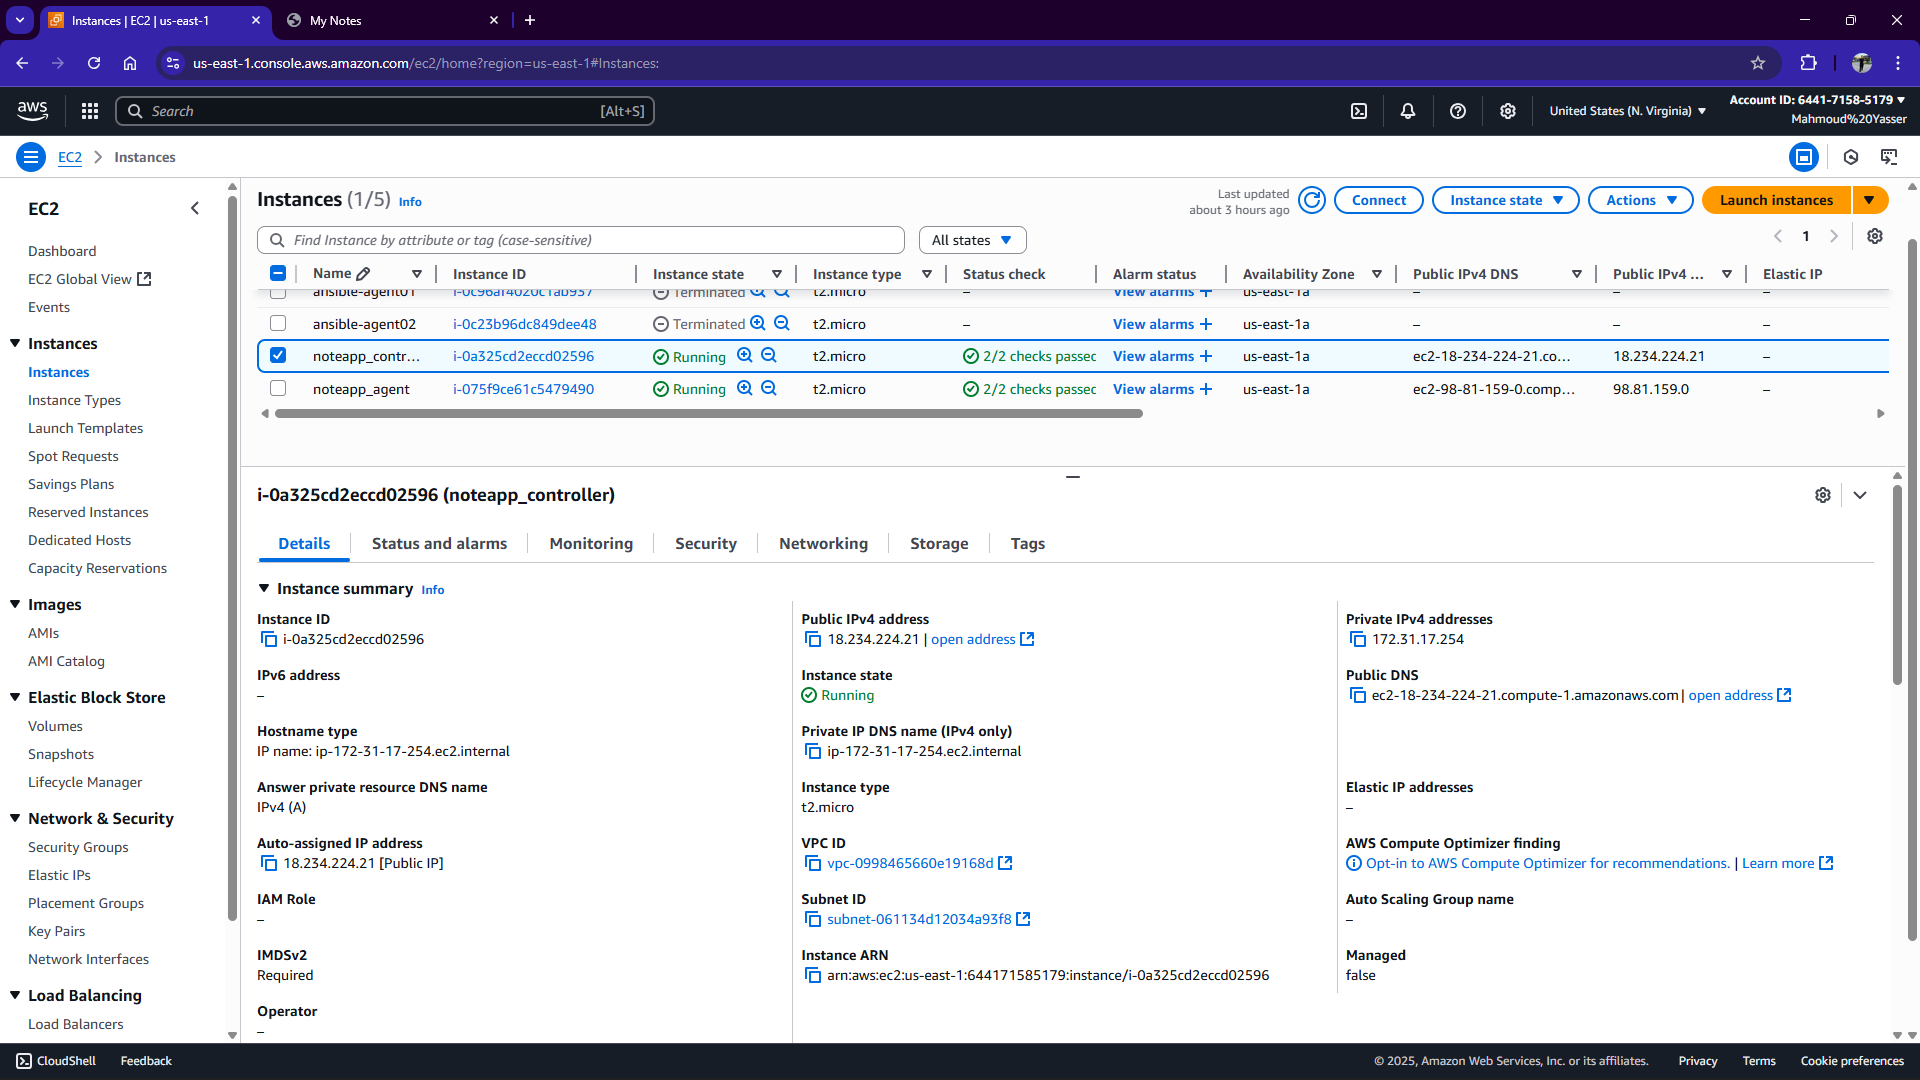 Instances | EC2 | us-east-1
My Notes
us-east-1.console.aws.amazon.com/ec2/home?region=us-east-1#Instances:
aws
Search
[Alt+S]
United States (N. Virginia)
Account ID: 6441-7158-5179
Mahmoud%20Yasser
EC2 > Instances
EC2
Dashboard
EC2 Global View
Events
Instances
Instances
Instance Types
Launch Templates
Spot Requests
Savings Plans
Reserved Instances
Dedicated Hosts
Capacity Reservations
Images
AMIs
AMI Catalog
Elastic Block Store
Volumes
Snapshots
Lifecycle Manager
Network & Security
Security Groups
Elastic IPs
Placement Groups
Key Pairs
Network Interfaces
Load Balancing
Load Balancers
Instances (1/5) Info
Last updated
about 3 hours ago
Connect
Instance state
Actions
Launch instances
Find Instance by attribute or tag (case-sensitive)
All states
1
Name Instance ID Instance state Instance type Status check Alarm status Availability Zone Public IPv4 DNS Public IPv4 ... Elastic IP
ansible-agent01 i-0c96af4020c1ab937 Terminated t2.micro – View alarms + us-east-1a – – –
ansible-agent02 i-0c23b96dc849dee48 Terminated t2.micro – View alarms + us-east-1a – – –
noteapp_contr... i-0a325cd2eccd02596 Running t2.micro 2/2 checks passec View alarms + us-east-1a ec2-18-234-224-21.co... 18.234.224.21 –
noteapp_agent i-075f9ce61c5479490 Running t2.micro 2/2 checks passec View alarms + us-east-1a ec2-98-81-159-0.comp... 98.81.159.0 –
i-0a325cd2eccd02596 (noteapp_controller)
Details
Status and alarms
Monitoring
Security
Networking
Storage
Tags
Instance summary Info
Instance ID
i-0a325cd2eccd02596
Public IPv4 address
18.234.224.21 | open address
Private IPv4 addresses
172.31.17.254
IPv6 address
–
Instance state
Running
Public DNS
ec2-18-234-224-21.compute-1.amazonaws.com | open address
Hostname type
IP name: ip-172-31-17-254.ec2.internal
Private IP DNS name (IPv4 only)
ip-172-31-17-254.ec2.internal
Answer private resource DNS name
IPv4 (A)
Instance type
t2.micro
Elastic IP addresses
–
Auto-assigned IP address
18.234.224.21 [Public IP]
VPC ID
vpc-0998465660e19168d
AWS Compute Optimizer finding
Opt-in to AWS Compute Optimizer for recommendations. | Learn more
IAM Role
–
Subnet ID
subnet-061134d12034a93f8
Auto Scaling Group name
–
IMDSv2
Required
Instance ARN
arn:aws:ec2:us-east-1:644171585179:instance/i-0a325cd2eccd02596
Managed
false
Operator
–
CloudShell
Feedback
© 2025, Amazon Web Services, Inc. or its affiliates.
Privacy
Terms
Cookie preferences